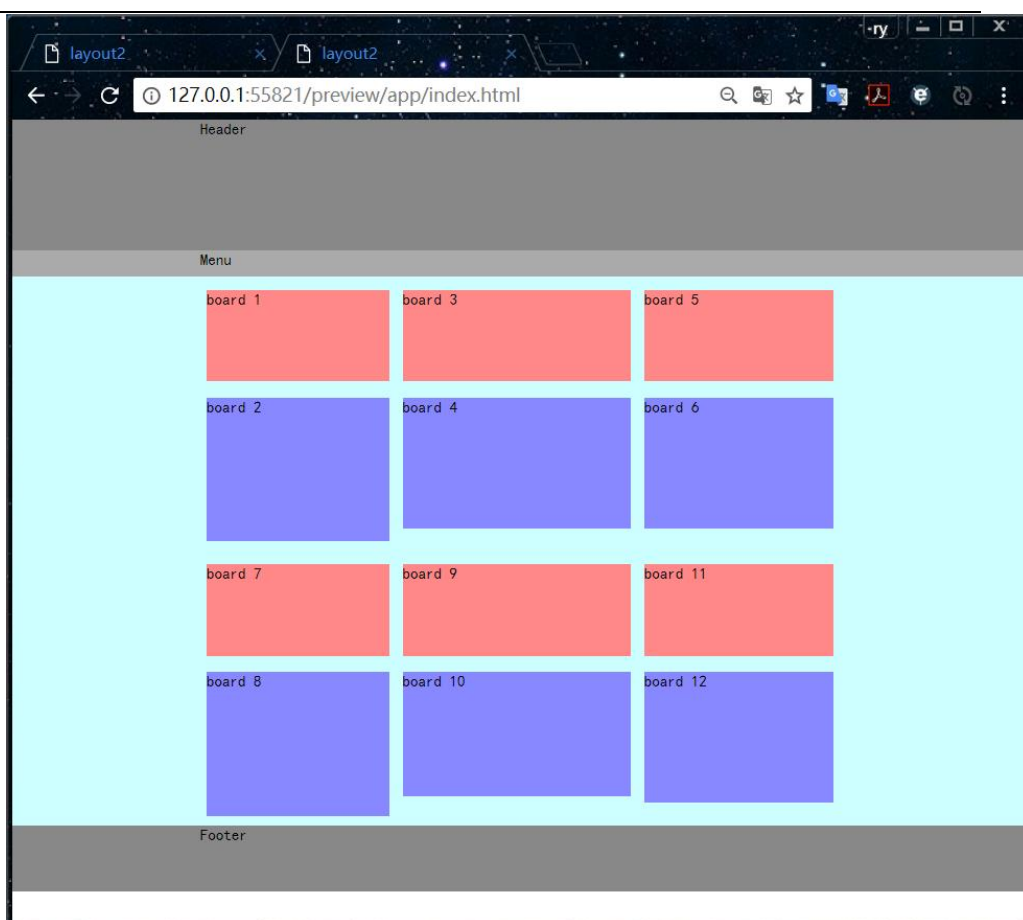 -ry
layout2 layout2
127.0.0.1:55821/preview/app/index.html
Header
Menu
board 1 board 3 board 5
board 2 board 4 board 6
board 7 board 9 board 11
board 8 board 10 board 12
Footer